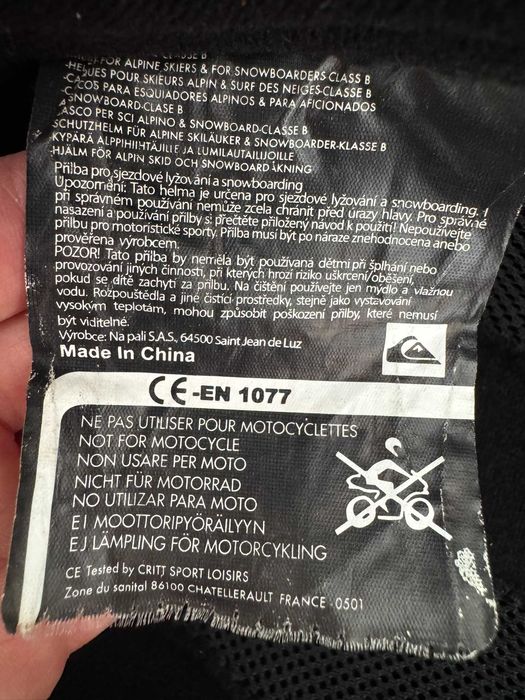 CLASSE B
FOR ALPINE SKIERS & FOR SNOWBOARDERS CLASS B
-CASQUES POUR SKIEURS ALPIN & SURF DES NEIGES-CLASSE B
-CASCOS PARA ESQUIADORES ALPINOS & PARA AFICIONADOS
A SNOWBOARD-CLASE B
-CASCO PER SCI ALPINO & SNOWBOARD-CLASSE B
-SCHUTZHELM FÜR ALPINE SKILÄUKER & SNOWBOARDER-KLASSE B
-KYPÄRÄ ALPPIHIIHTÄJILLE JA LUMILAUTAILIJOILLE
-HJÄLM FÖR ALPIN SKID OCH SNOWBOARD ÅKNING
Přilba pro sjezdové lyžování a snowboarding
Upozornění: Tato helma je určena pro sjezdové lyžování a snowboarding. I
při správném používání nemůže zcela chránit před úrazy hlavy. Pro správné
nasazení a používání přilby si přečtěte přiložený návod k použití! Nepoužívejte
přilbu pro motoristické sporty. Přilba musí být po náraze znehodnocena anebo
prověřena výrobcem.
POZOR! Tato přilba by neměla být používaná dětmi při šplhání nebo
provozování jiných činností, při kterých hrozí riziko uškrcení/oběšení,
pokud se dítě zachytí za přilbu. Na čištění používejte jen mýdlo a vlažnou
vodu. Rozpouštědla a jiné čistící prostředky, stejně jako vystavování
vysokým teplotám, mohou způsobit poškození přilby, které nemusí
být viditelné.
Výrobce: Na pali S.A.S., 64500 Saint Jean de Luz
Made In China
CE-EN 1077
NE PAS UTILISER POUR MOTOCYCLETTES
NOT FOR MOTOCYCLE
NON USARE PER MOTO
NICHT FÜR MOTORRAD
NO UTILIZAR PARA MOTO
EI MOOTTORIPYÖRÄILYYN
EJ LÄMPLING FÖR MOTORCYKLING
CE Tested by CRITT SPORT LOISIRS
Zone du sanital 86100 CHATELLERAULT FRANCE -0501